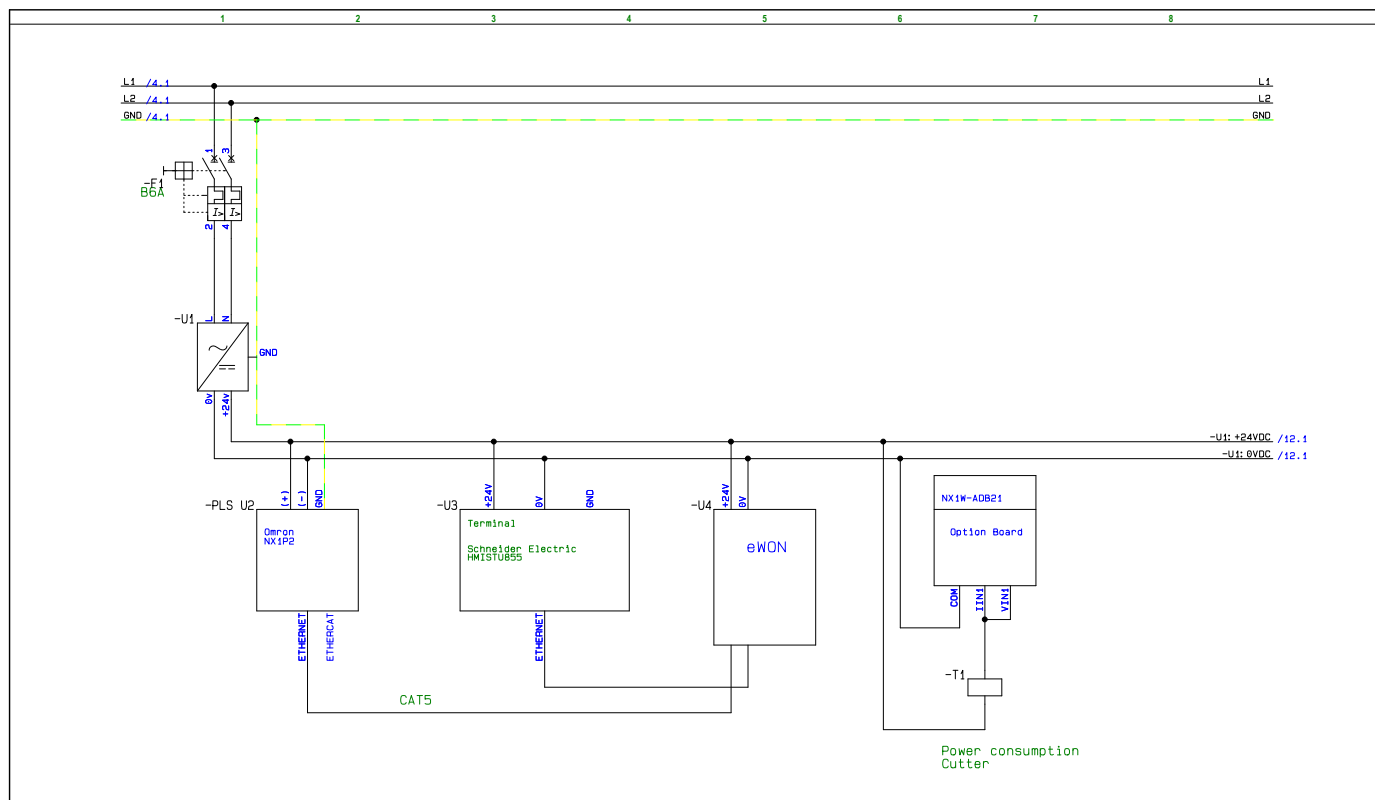 1 2 3 4 5 6 7 8
L1 /4.1 L1
L2 /4.1 L2
GND /4.1 GND
1 3
-F1
B6A
I> I>
2 4
-U1
L N
GND
0v +24v
-U1: +24VDC /12.1
-U1: 0VDC /12.1
-PLS U2
(+) (-) GND
Omron
NX1P2
ETHERNET
ETHERCAT
-U3
+24V 0V GND
Terminal
Schneider Electric
HMISTU855
ETHERNET
-U4
+24V 0V
eWON
NX1W-ADB21
Option Board
COM IIN1 VIN1
-T1
CAT5
Power consumption
Cutter